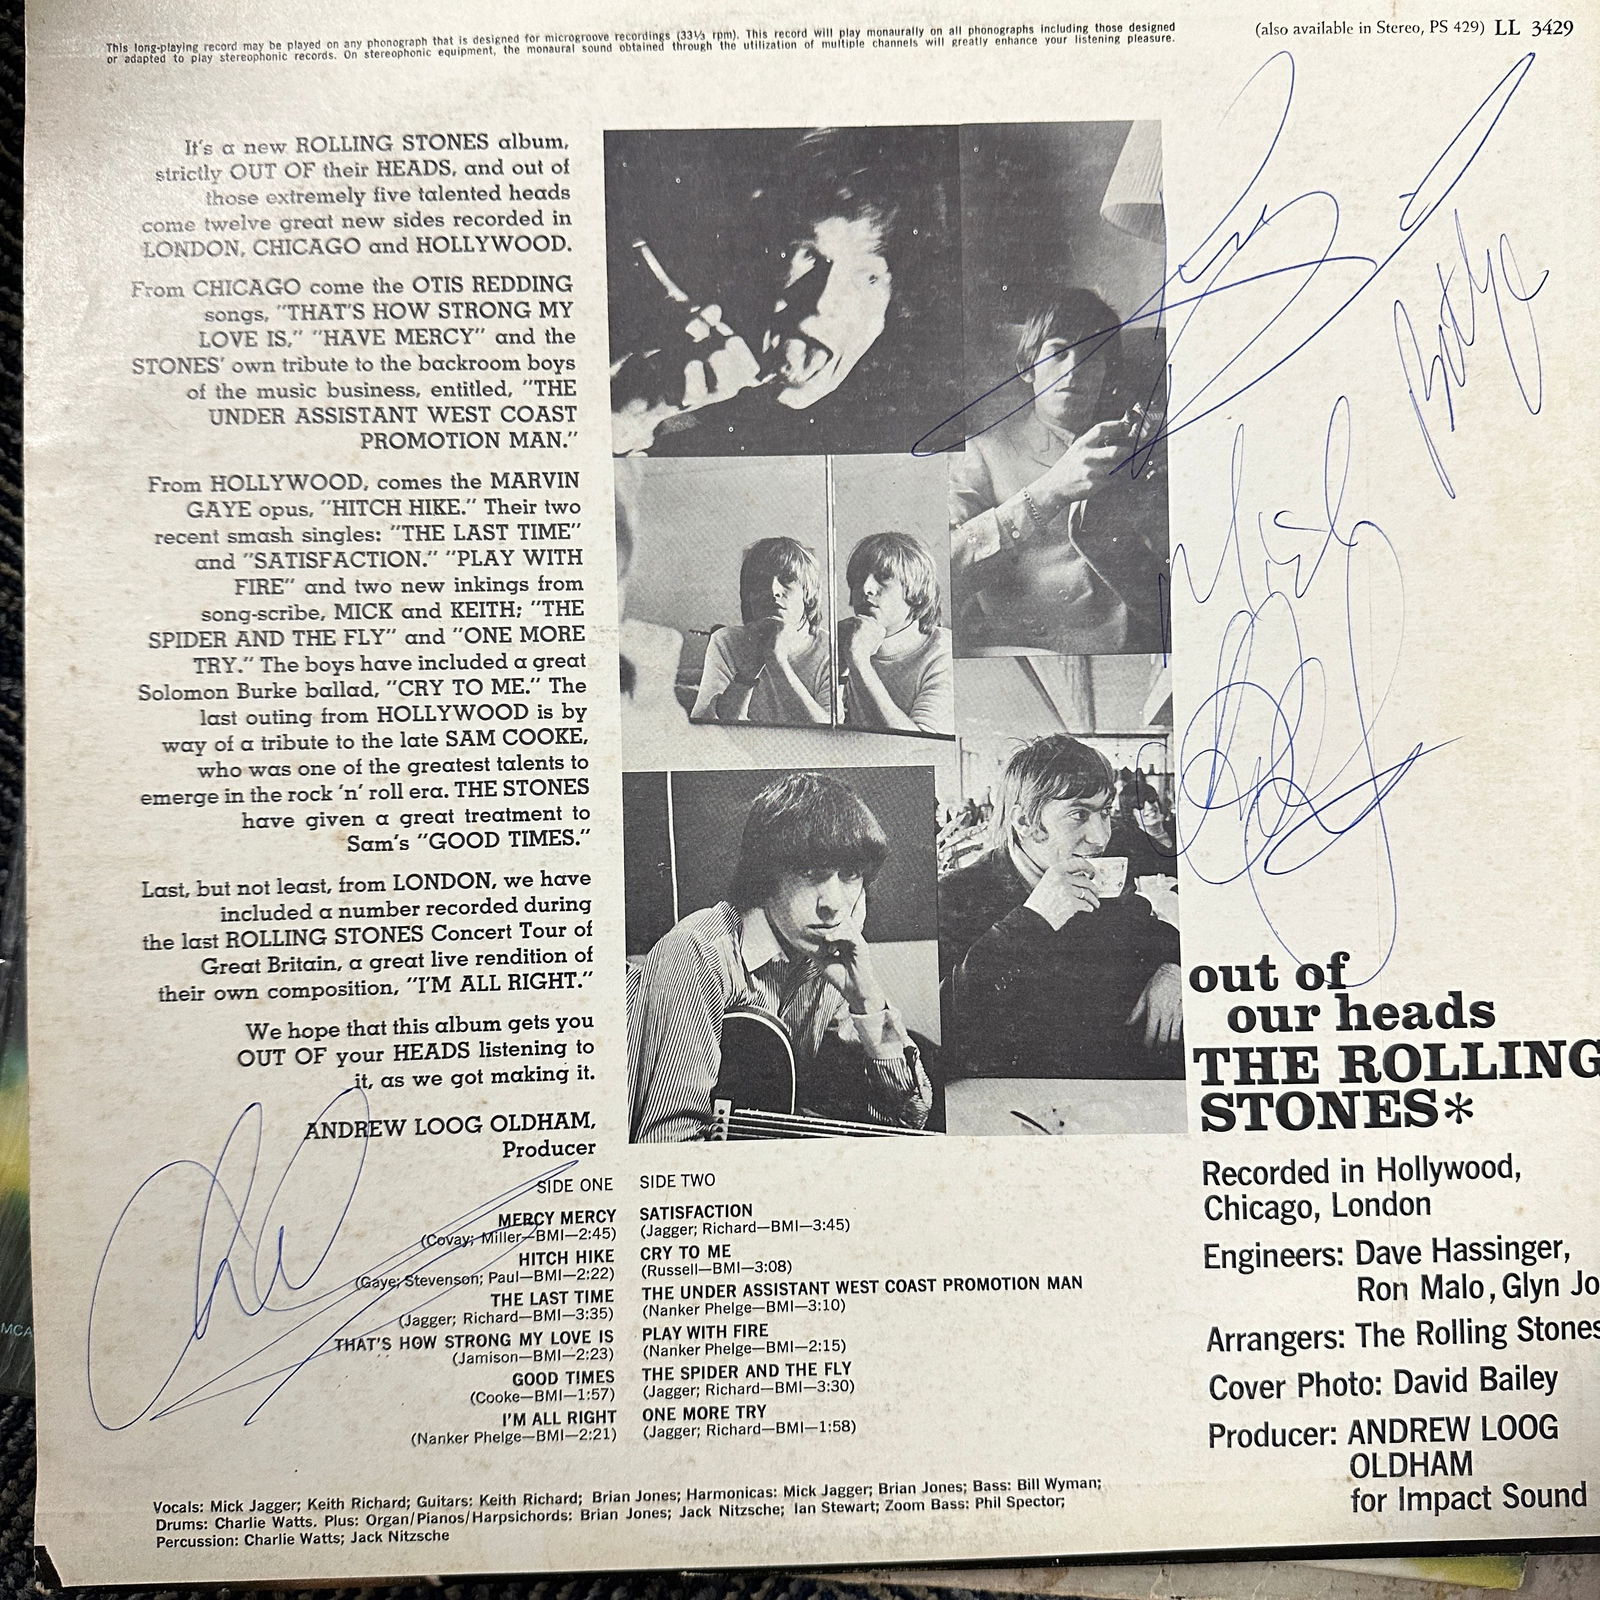 This long-playing record may be played on any phonograph that is designed for microgroove recordings (33⅓ rpm). This record will play monaurally on all phonographs including those designed
or adapted to play stereophonic records. On stereophonic equipment, the monaural sound obtained through the utilization of multiple channels will greatly enhance your listening pleasure.
(also available in Stereo, PS 429) LL 3429
It's a new ROLLING STONES album,
strictly OUT OF their HEADS, and out of
those extremely five talented heads
come twelve great new sides recorded in
LONDON, CHICAGO and HOLLYWOOD.
From CHICAGO come the OTIS REDDING
songs, "THAT'S HOW STRONG MY
LOVE IS," "HAVE MERCY" and the
STONES' own tribute to the backroom boys
of the music business, entitled, "THE
UNDER ASSISTANT WEST COAST
PROMOTION MAN."
From HOLLYWOOD, comes the MARVIN
GAYE opus, "HITCH HIKE." Their two
recent smash singles: "THE LAST TIME"
and "SATISFACTION." "PLAY WITH
FIRE" and two new inkings from
song-scribe, MICK and KEITH; "THE
SPIDER AND THE FLY" and "ONE MORE
TRY." The boys have included a great
Solomon Burke ballad, "CRY TO ME." The
last outing from HOLLYWOOD is by
way of a tribute to the late SAM COOKE,
who was one of the greatest talents to
emerge in the rock 'n' roll era. THE STONES
have given a great treatment to
Sam's "GOOD TIMES."
Last, but not least, from LONDON, we have
included a number recorded during
the last ROLLING STONES Concert Tour of
Great Britain, a great live rendition of
their own composition, "I'M ALL RIGHT."
We hope that this album gets you
OUT OF your HEADS listening to
it, as we got making it.
ANDREW LOOG OLDHAM,
Producer
SIDE ONE
MERCY MERCY
(Covay; Miller—BMI—2:45)
HITCH HIKE
(Gaye; Stevenson; Paul—BMI—2:22)
THE LAST TIME
(Jagger; Richard—BMI—3:35)
THAT'S HOW STRONG MY LOVE IS
(Jamison—BMI—2:23)
GOOD TIMES
(Cooke—BMI—1:57)
I'M ALL RIGHT
(Nanker Phelge—BMI—2:21)
SIDE TWO
SATISFACTION
(Jagger; Richard—BMI—3:45)
CRY TO ME
(Russell—BMI—3:08)
THE UNDER ASSISTANT WEST COAST PROMOTION MAN
(Nanker Phelge—BMI—3:10)
PLAY WITH FIRE
(Nanker Phelge—BMI—2:15)
THE SPIDER AND THE FLY
(Jagger; Richard—BMI—3:30)
ONE MORE TRY
(Jagger; Richard—BMI—1:58)
out of
our heads
THE ROLLING
STONES*
Recorded in Hollywood,
Chicago, London
Engineers: Dave Hassinger,
Ron Malo, Glyn Jo
Arrangers: The Rolling Stones
Cover Photo: David Bailey
Producer: ANDREW LOOG
OLDHAM
for Impact Sound
Vocals: Mick Jagger; Keith Richard; Guitars: Keith Richard; Brian Jones; Harmonicas: Mick Jagger; Brian Jones; Bass: Bill Wyman;
Drums: Charlie Watts. Plus: Organ/Pianos/Harpsichords: Brian Jones; Jack Nitzsche; Ian Stewart; Zoom Bass: Phil Spector;
Percussion: Charlie Watts; Jack Nitzsche
MCA